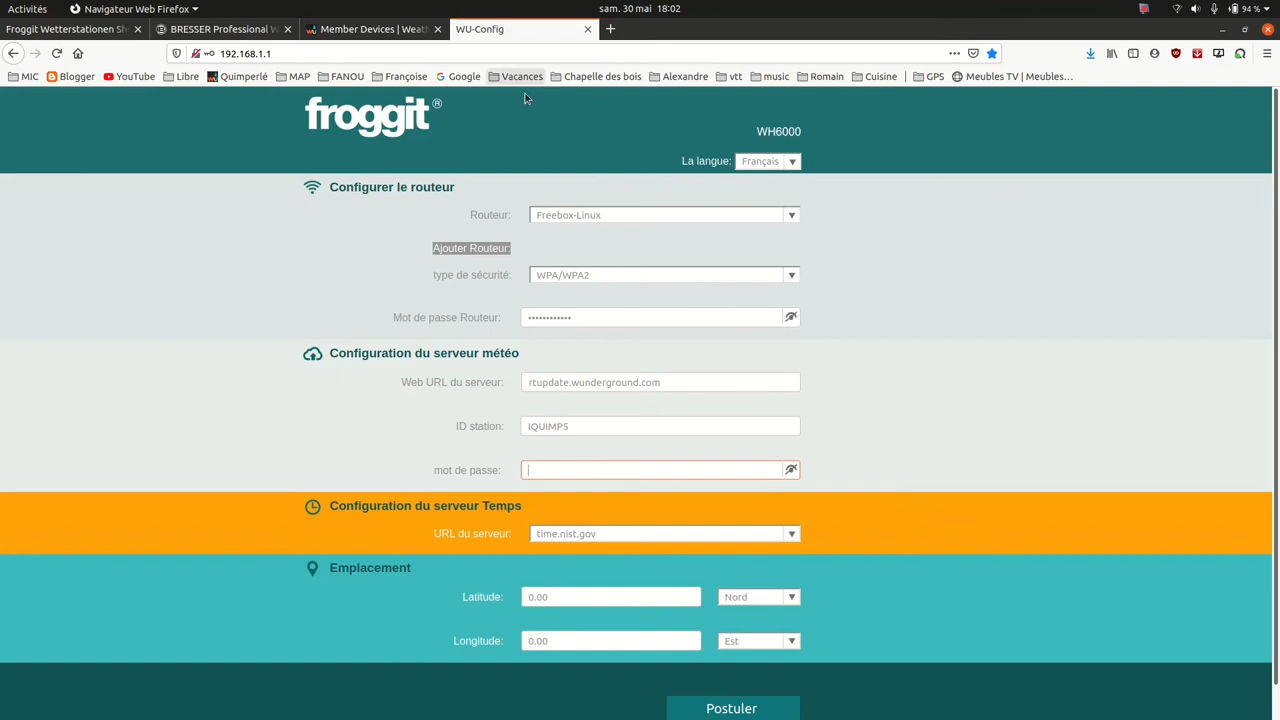 Activités
Navigateur Web Firefox
sam. 30 mai 18:02
94 %
Froggit Wetterstationen Sh
BRESSER Professional W
Member Devices | Weath
WU-Config
192.168.1.1
MIC
Blogger
YouTube
Libre
Quimperlé
MAP
FANOU
Françoise
Google
Vacances
Chapelle des bois
Alexandre
vtt
music
Romain
Cuisine
GPS
Meubles TV | Meubles…
froggit®
WH6000
La langue: Français
Configurer le routeur
Routeur: Freebox-Linux
Ajouter Routeur:
type de sécurité: WPA/WPA2
Mot de passe Routeur: ••••••••••••
Configuration du serveur météo
Web URL du serveur: rtupdate.wunderground.com
ID station: IQUIMP5
mot de passe:
Configuration du serveur Temps
URL du serveur: time.nist.gov
Emplacement
Latitude: 0.00 Nord
Longitude: 0.00 Est
Postuler